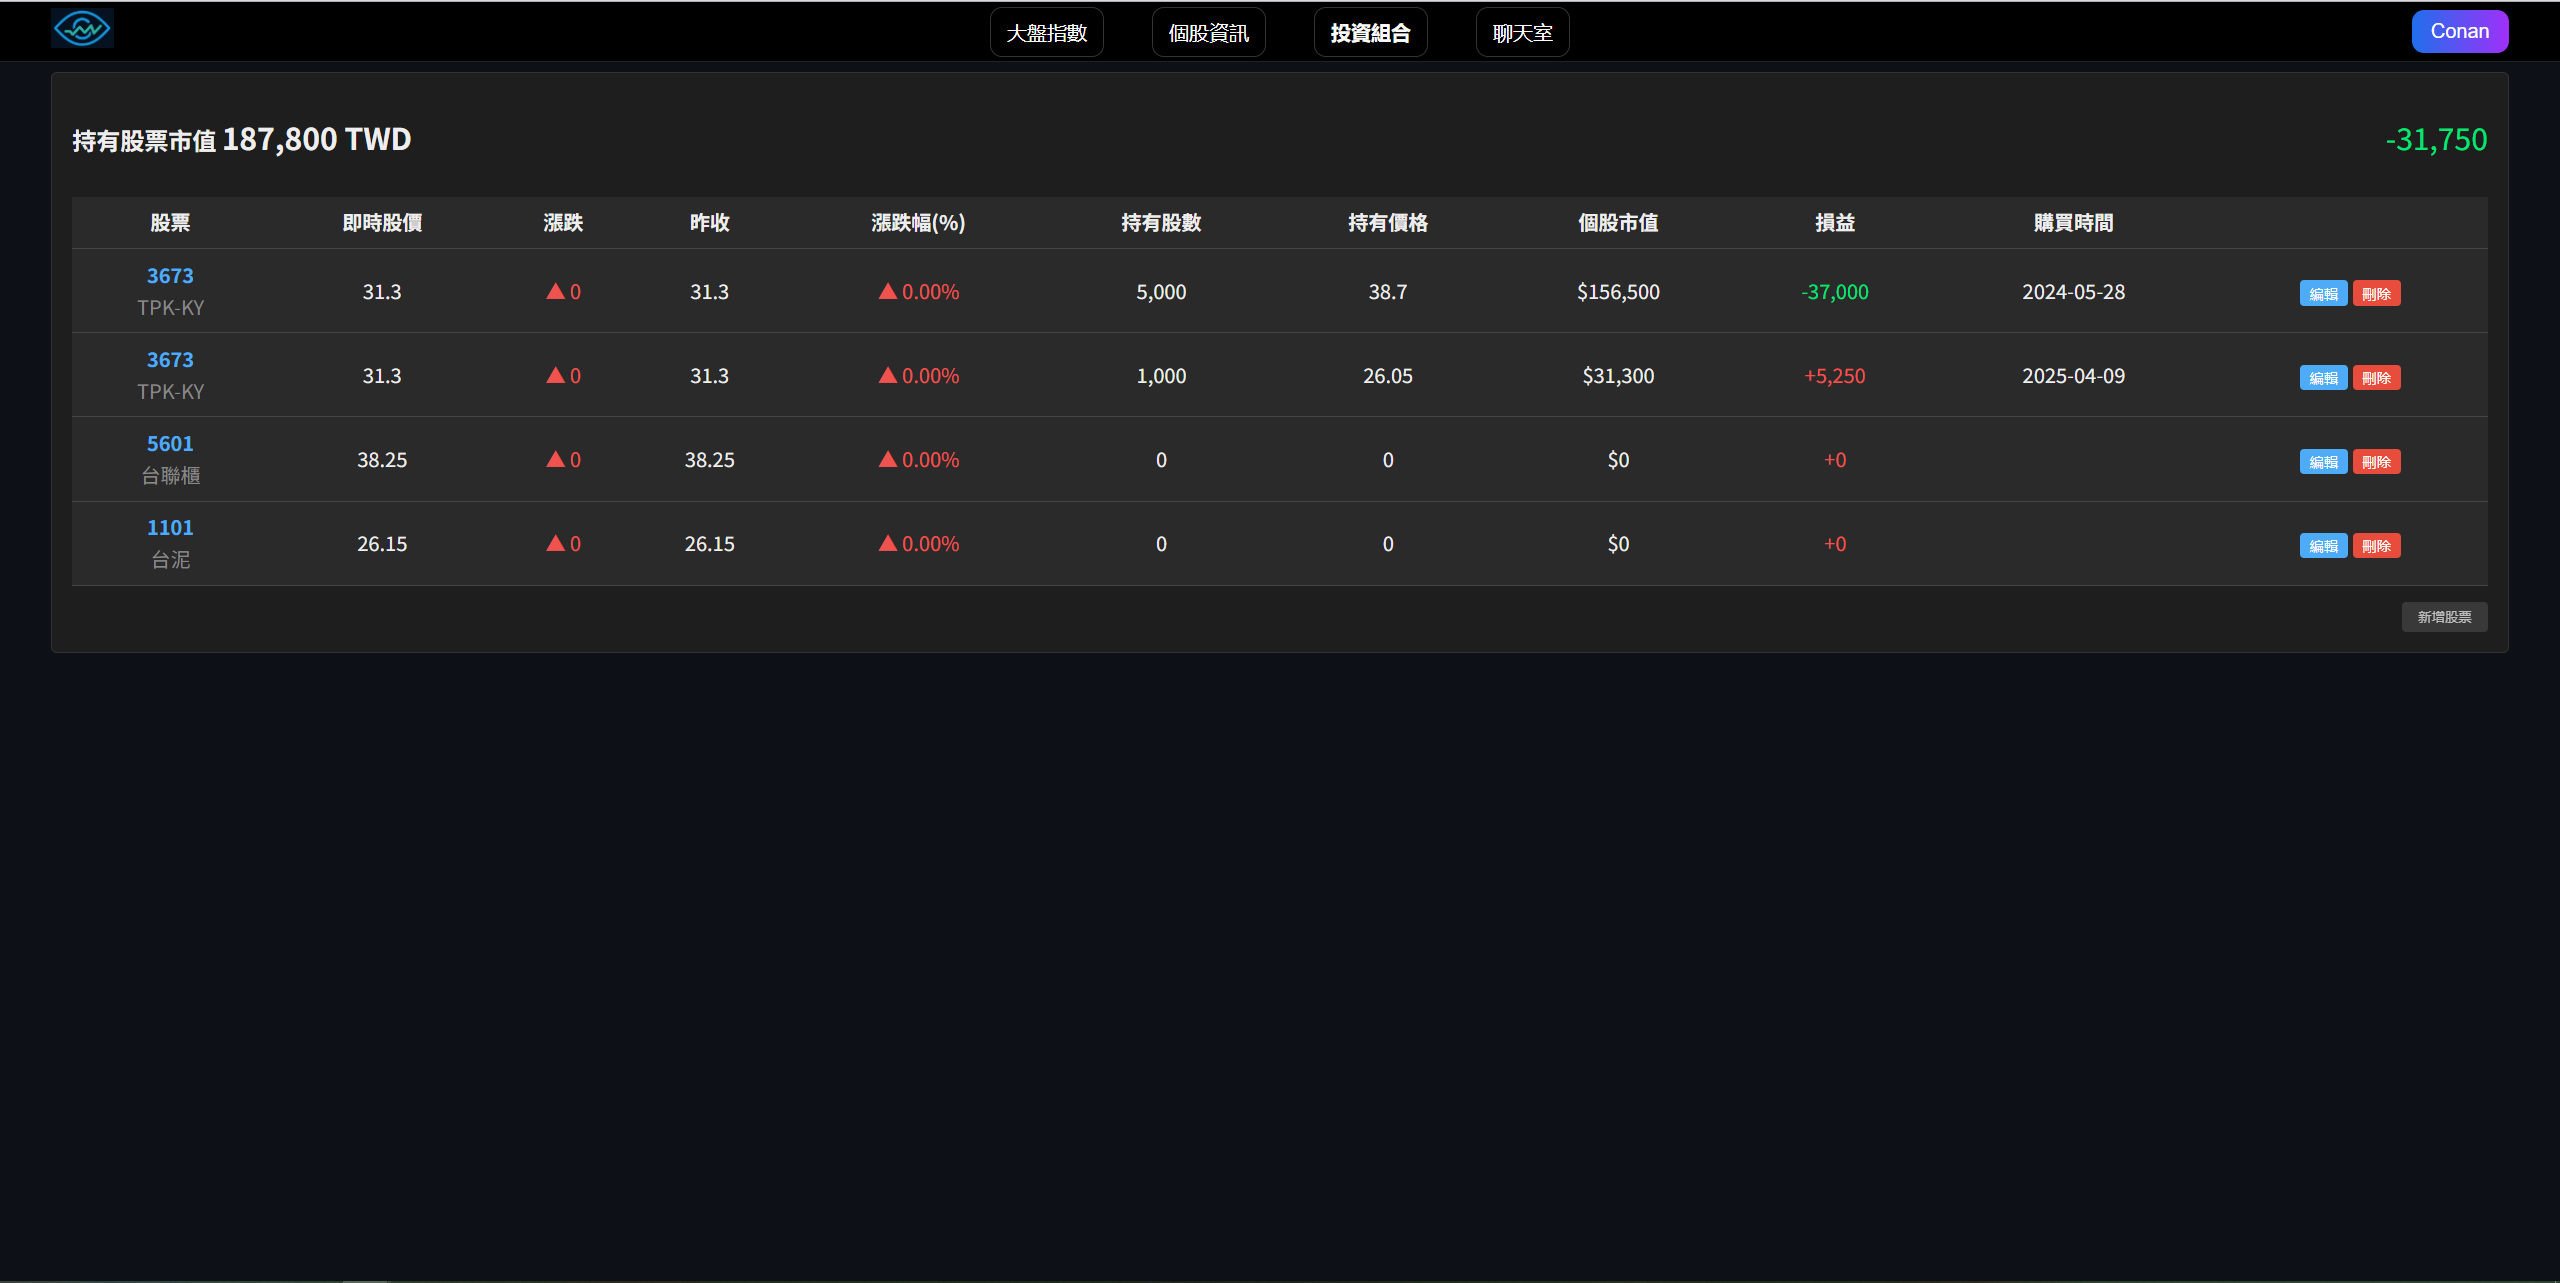 大盤指數 個股資訊 投資組合 聊天室 Conan
持有股票市值 187,800 TWD -31,750
股票 即時股價 漲跌 昨收 漲跌幅(%) 持有股數 持有價格 個股市值 損益 購買時間
3673
TPK-KY 31.3 ▲0 31.3 ▲0.00% 5,000 38.7 $156,500 -37,000 2024-05-28 編輯 刪除
3673
TPK-KY 31.3 ▲0 31.3 ▲0.00% 1,000 26.05 $31,300 +5,250 2025-04-09 編輯 刪除
5601
台聯櫃 38.25 ▲0 38.25 ▲0.00% 0 0 $0 +0 編輯 刪除
1101
台泥 26.15 ▲0 26.15 ▲0.00% 0 0 $0 +0 編輯 刪除
新增股票